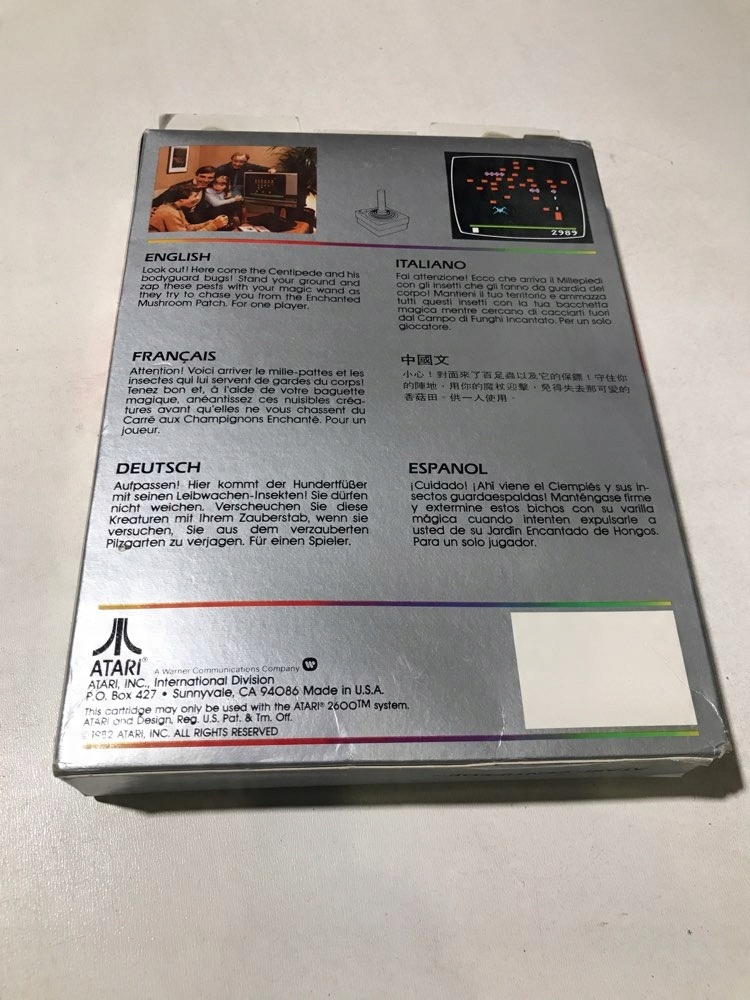 2989
ENGLISH
Look out! Here come the Centipede and his
bodyguard bugs! Stand your ground and
zap these pests with your magic wand as
they try to chase you from the Enchanted
Mushroom Patch. For one player.
ITALIANO
Fai attenzione! Ecco che arriva il Millepiedi
con gli insetti che gli fanno da guardia del
corpo! Mantieni il tuo territorio e ammazza
tutti questi insetti con la tua bacchetta
magica mentre cercano di cacciarti fuori
dal Campo di Funghi Incantato. Per un solo
giocatore.
FRANÇAIS
Attention! Voici arriver le mille-pattes et les
insectes qui lui servent de gardes du corps!
Tenez bon et, à l'aide de votre baguette
magique, anéantissez ces nuisibles créa-
tures avant qu'elles ne vous chassent du
Carré aux Champignons Enchanté. Pour un
joueur.
中國文
小心！對面來了百足蟲以及它的保鏢！守住你
的陣地，用你的魔杖迎擊，免得失去那可愛的
香菇田。供一人使用。
DEUTSCH
Aufpassen! Hier kommt der Hundertfüßer
mit seinen Leibwachen-Insekten! Sie dürfen
nicht weichen. Verscheuchen Sie diese
Kreaturen mit Ihrem Zauberstab, wenn sie
versuchen, Sie aus dem verzauberten
Pilzgarten zu verjagen. Für einen Spieler.
ESPANOL
¡Cuidado! ¡Ahí viene el Ciempiés y sus in-
sectos guardaespaldas! Manténgase firme
y extermine estos bichos con su varilla
mágica cuando intenten expulsarle a
usted de su Jardín Encantado de Hongos.
Para un solo jugador.
ATARI® A Warner Communications Company
ATARI, INC., International Division
P.O. Box 427 • Sunnyvale, CA 94086 Made in U.S.A.
This cartridge may only be used with the ATARI® 2600TM system.
ATARI and Design, Reg. U.S. Pat. & Tm. Off.
© 1982 ATARI, INC. ALL RIGHTS RESERVED